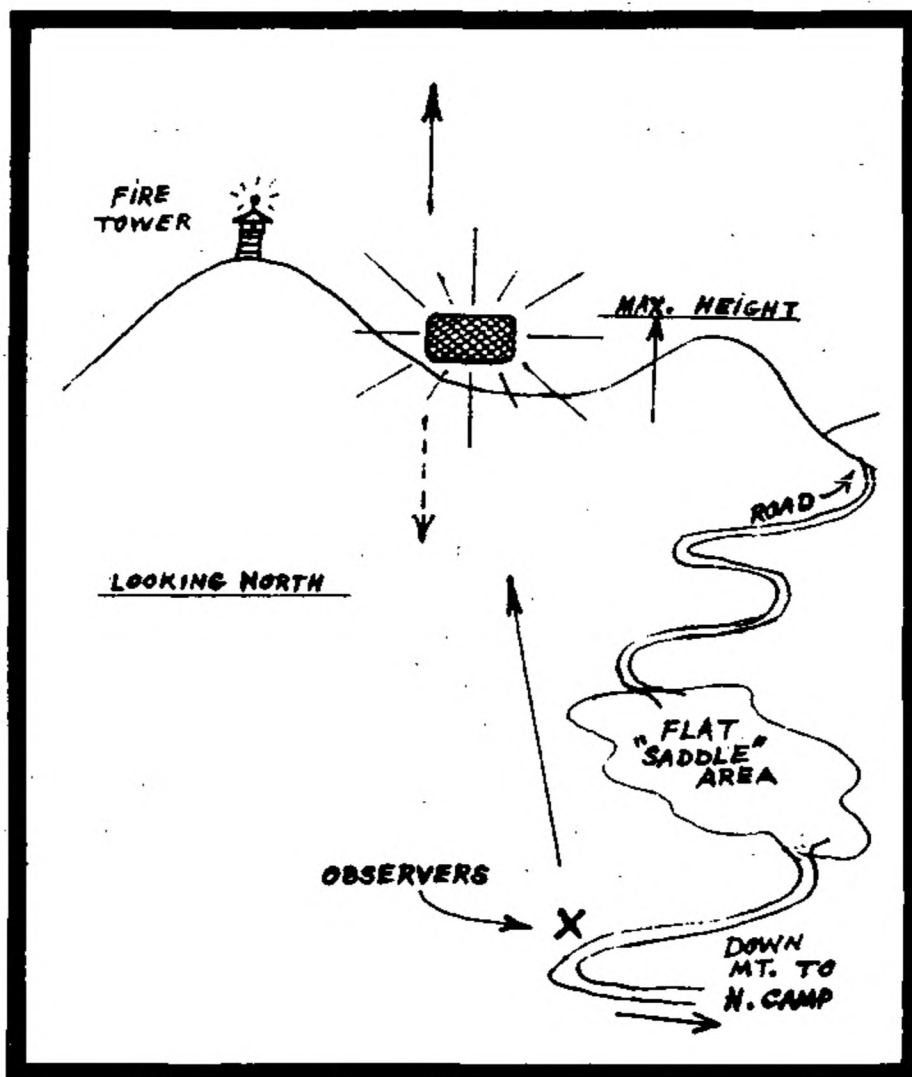 FIRE
TOWER
MAX. HEIGHT
ROAD
LOOKING NORTH
"FLAT
SADDLE"
AREA
OBSERVERS
X
DOWN
MT. TO
N. CAMP